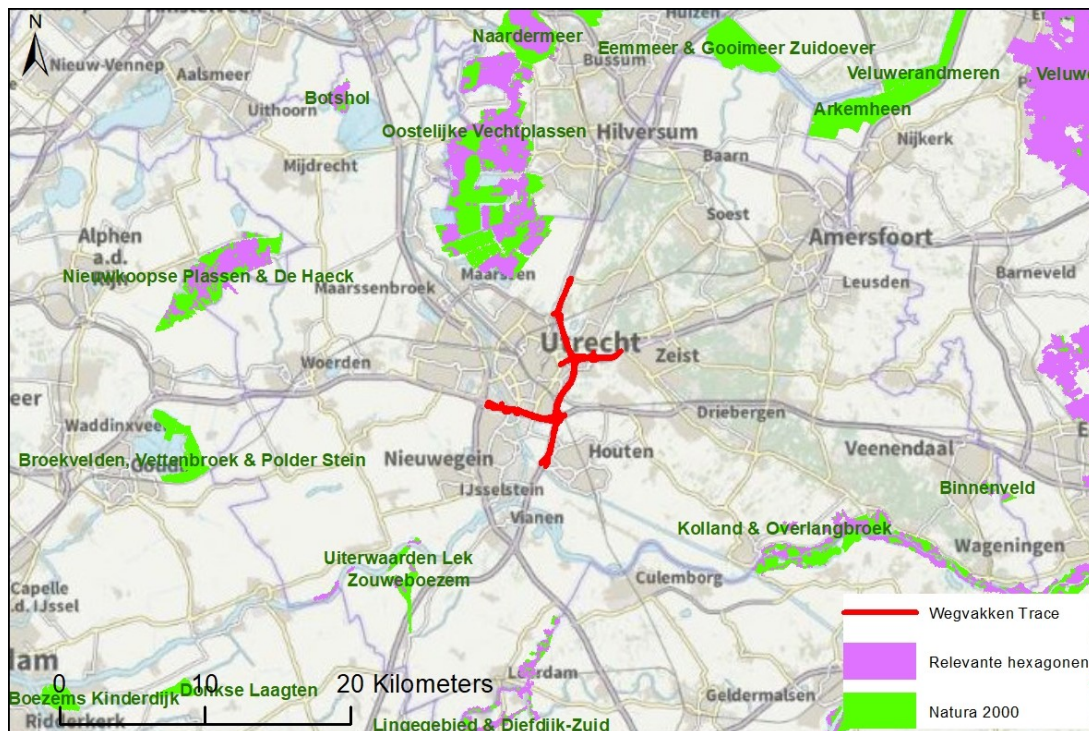 N
Nieuw-Vennep
Aalsmeer
Uithoorn
Botshol
Mijdrecht
Naardermeer
Bussum
Huizen
Eemmeer & Gooimeer Zuidoever
Veluwerandmeren
Arkemheen
Nijkerk
Oostelijke Vechtplassen
Hilversum
Baarn
Soest
Amersfoort
Leusden
Barneveld
Alphen
a.d.
Rijn
Nieuwkoopse Plassen & De Haeck
Maarssenbroek
Maarssen
Utrecht
Zeist
Woerden
Waddinxveen
Broekvelden, Vettenbroek & Polder Stein
Nieuwegein
Houten
Driebergen
Veenendaal
IJsselstein
Vianen
Binnenveld
Kolland & Overlangbroek
Wageningen
Uiterwaarden Lek
Zouweboezem
Culemborg
Capelle
d. IJssel
Leerdam
Geldermalsen
Boezems Kinderdijk
Donkse Laagten
Ridderkerk
Lingegebied & Diefdijk-Zuid
0 10 20 Kilometers
Wegvakken Trace
Relevante hexagonen
Natura 2000